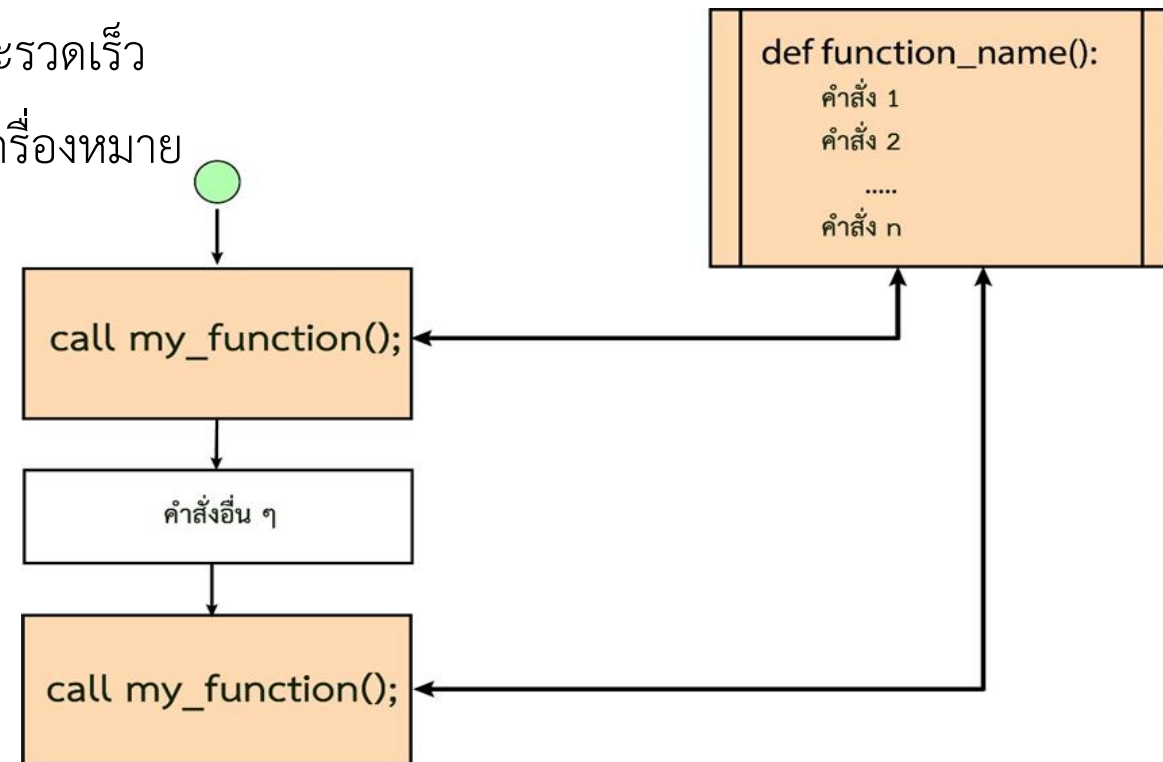 ะรวดเร็ว
ครื่องหมาย
def function_name():
คำสั่ง 1
คำสั่ง 2
.....
คำสั่ง n
call my_function();
คำสั่งอื่น ๆ
call my_function();